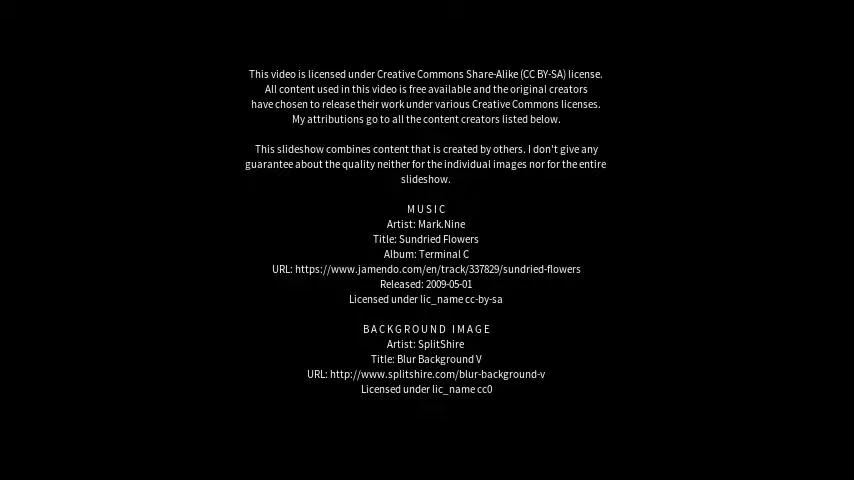 This video is licensed under Creative Commons Share-Alike (CC BY-SA) license.
All content used in this video is free available and the original creators
have chosen to release their work under various Creative Commons licenses.
My attributions go to all the content creators listed below.
This slideshow combines content that is created by others. I don't give any
guarantee about the quality neither for the individual images nor for the entire
slideshow.
MUSIC
Artist: Mark.Nine
Title: Sundried Flowers
Album: Terminal C
URL: https://www.jamendo.com/en/track/337829/sundried-flowers
Released: 2009-05-01
Licensed under lic_name cc-by-sa
BACKGROUND IMAGE
Artist: SplitShire
Title: Blur Background V
URL: http://www.splitshire.com/blur-background-v
Licensed under lic_name cc0